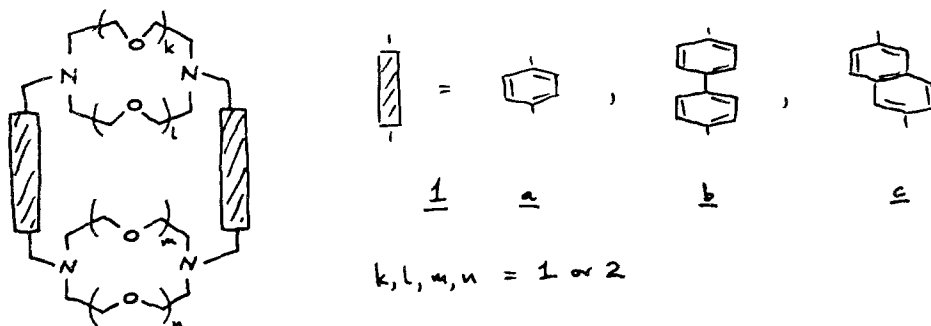 O k
N N
O l
O m
N N
O n
= , ,
1 a b c
k, l, m, n = 1 or 2